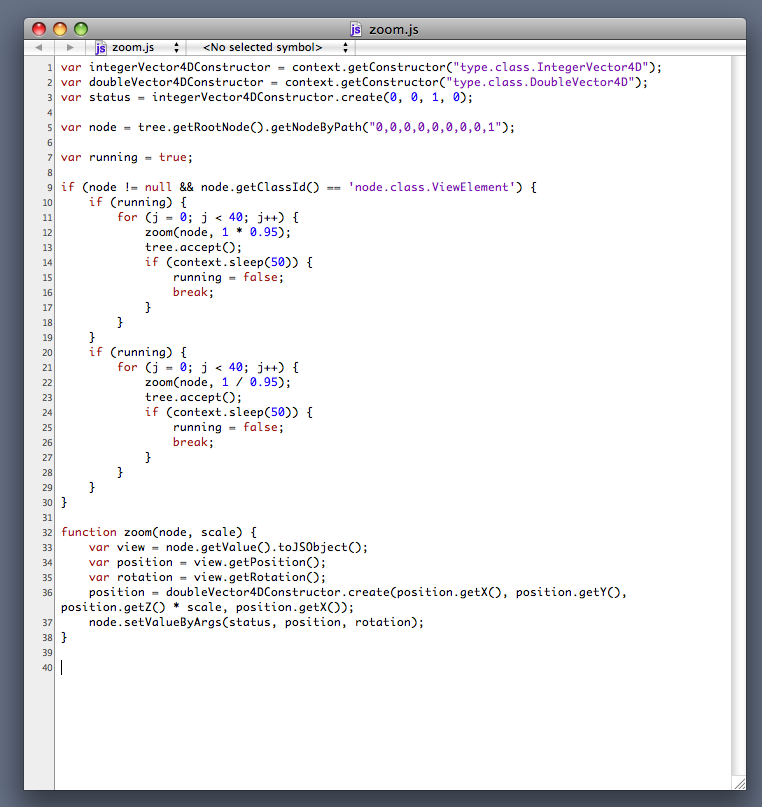 zoom.js
zoom.js <No selected symbol>
1 var integerVector4DConstructor = context.getConstructor("type.class.IntegerVector4D");
2 var doubleVector4DConstructor = context.getConstructor("type.class.DoubleVector4D");
3 var status = integerVector4DConstructor.create(0, 0, 1, 0);
4
5 var node = tree.getRootNode().getNodeByPath("0,0,0,0,0,0,0,0,1");
6
7 var running = true;
8
9 if (node != null && node.getClassId() == 'node.class.ViewElement') {
10     if (running) {
11         for (j = 0; j < 40; j++) {
12             zoom(node, 1 * 0.95);
13             tree.accept();
14             if (context.sleep(50)) {
15                 running = false;
16                 break;
17             }
18         }
19     }
20     if (running) {
21         for (j = 0; j < 40; j++) {
22             zoom(node, 1 / 0.95);
23             tree.accept();
24             if (context.sleep(50)) {
25                 running = false;
26                 break;
27             }
28         }
29     }
30 }
31
32 function zoom(node, scale) {
33     var view = node.getValue().toJSObject();
34     var position = view.getPosition();
35     var rotation = view.getRotation();
36     position = doubleVector4DConstructor.create(position.getX(), position.getY(),
position.getZ() * scale, position.getX());
37     node.setValueByArgs(status, position, rotation);
38 }
39
40